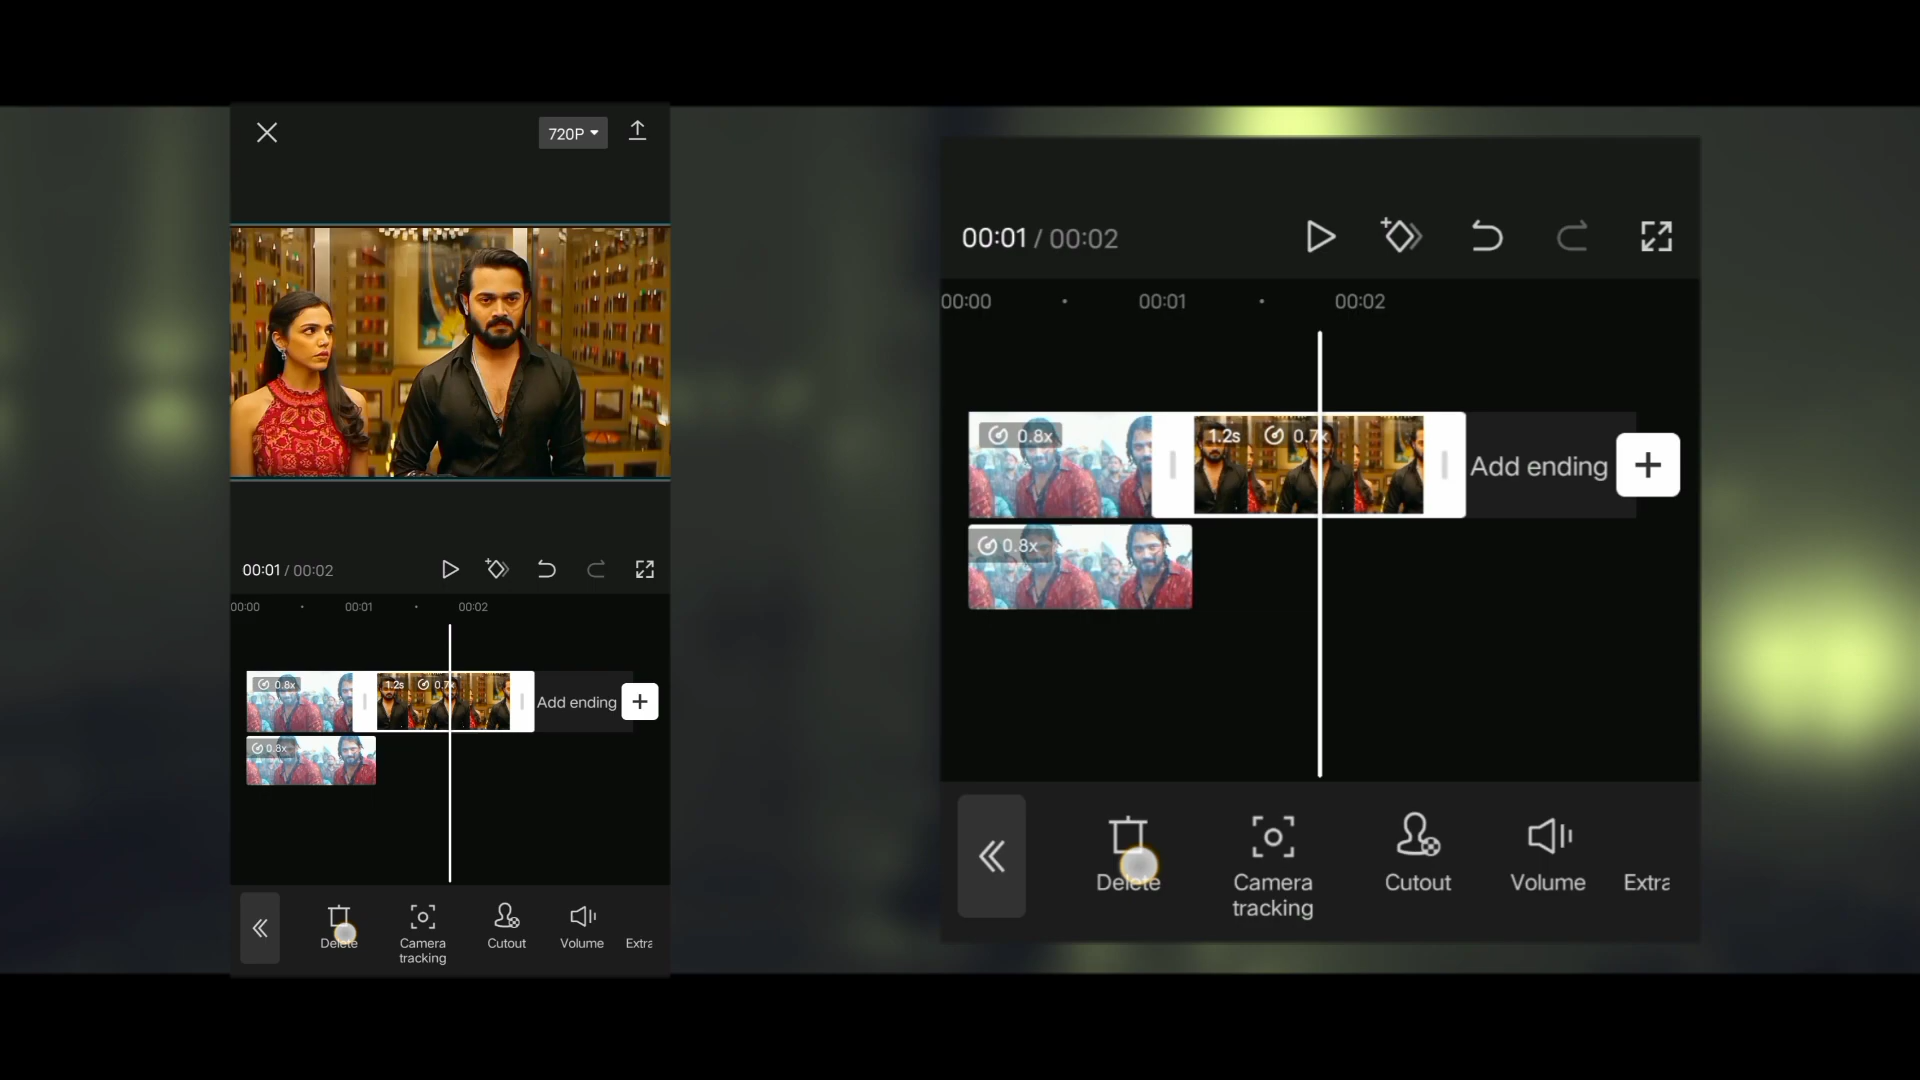 720P
00:01 / 00:02
00:00 00:01 00:02
0.8x 1.2s 0.7x Add ending
0.8x
Delete Camera tracking Cutout Volume Extra
00:01 / 00:02
00:00 00:01 00:02
0.8x 1.2s 0.7x Add ending
0.8x
Delete Camera tracking Cutout Volume Extra